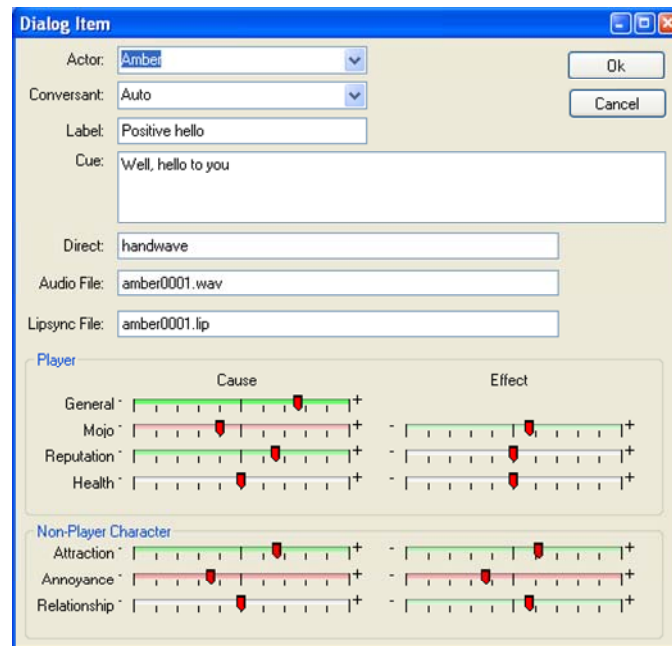 Dialog Item
Actor: Amber
Ok
Conversant: Auto
Cancel
Label: Positive hello
Cue: Well, hello to you
Direct: handwave
Audio File: amber0001.wav
Lipsync File: amber0001.lip
Player
Cause Effect
General - +
Mojo - + - +
Reputation - + - +
Health - + - +
Non-Player Character
Attraction - + - +
Annoyance - + - +
Relationship - + - +